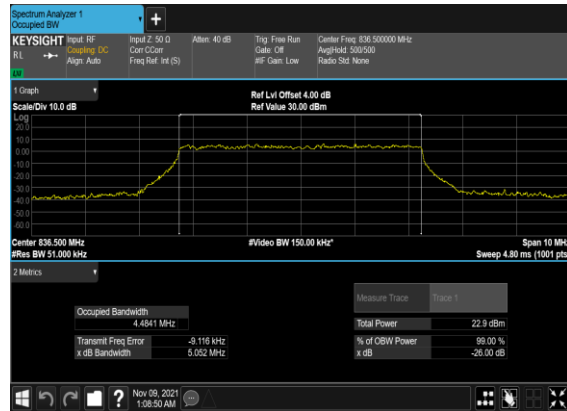 Spectrum Analyzer 1
Occupied BW
+
KEYSIGHT Input: RF Input Z: 50 Ω Atten: 40 dB Trig: Free Run Center Freq: 836.500000 MHz
RL Coupling: DC Corr CCorr Gate: Off Avg|Hold: 500/500
Align: Auto Freq Ref: Int (S) #IF Gain: Low Radio Std: None
1 Graph Ref Lvl Offset 4.00 dB
Scale/Div 10.0 dB Ref Value 30.00 dBm
Log
20.0
10.0
0.00
-10.0
-20.0
-30.0
-40.0
-50.0
-60.0
Center 836.500 MHz #Video BW 150.00 kHz* Span 10 MHz
#Res BW 51.000 kHz Sweep 4.80 ms (1001 pts)
2 Metrics
Measure Trace Trace 1
Occupied Bandwidth
4.4841 MHz Total Power 22.9 dBm
Transmit Freq Error -9.116 kHz % of OBW Power 99.00 %
x dB Bandwidth 5.052 MHz x dB -26.00 dB
? Nov 09, 2021
1:08:50 AM